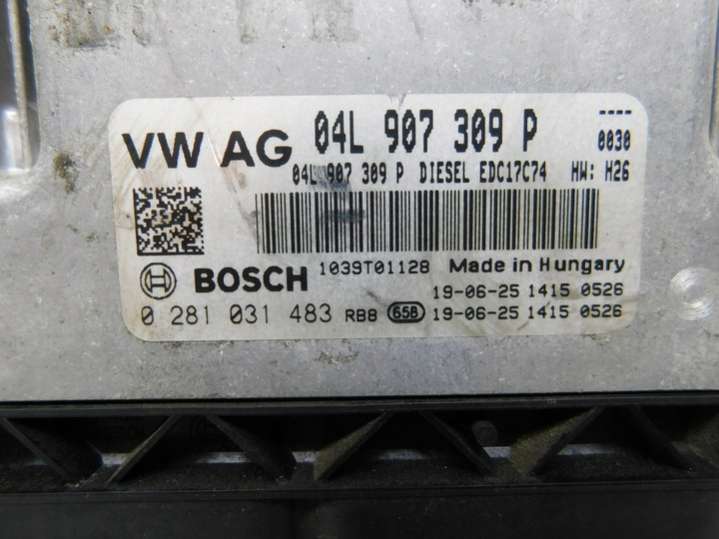 VW AG 04L 907 309 P ----
0030
04L 907 309 P DIESEL EDC17C74 HW: H26
BOSCH 1039T01128 Made in Hungary
19-06-25 1415 0526
0 281 031 483 RB8 658 19-06-25 1415 0526